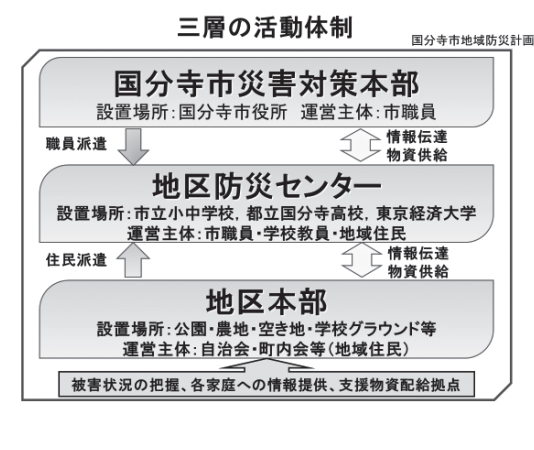 三層の活動体制
国分寺市地域防災計画
国分寺市災害対策本部
設置場所：国分寺市役所 運営主体：市職員
職員派遣
情報伝達
物資供給
地区防災センター
設置場所：市立小中学校，都立国分寺高校，東京経済大学
運営主体：市職員・学校教員・地域住民
住民派遣
情報伝達
物資供給
地区本部
設置場所：公園・農地・空き地・学校グラウンド等
運営主体：自治会・町内会等（地域住民）
被害状況の把握、各家庭への情報提供、支援物資配給拠点